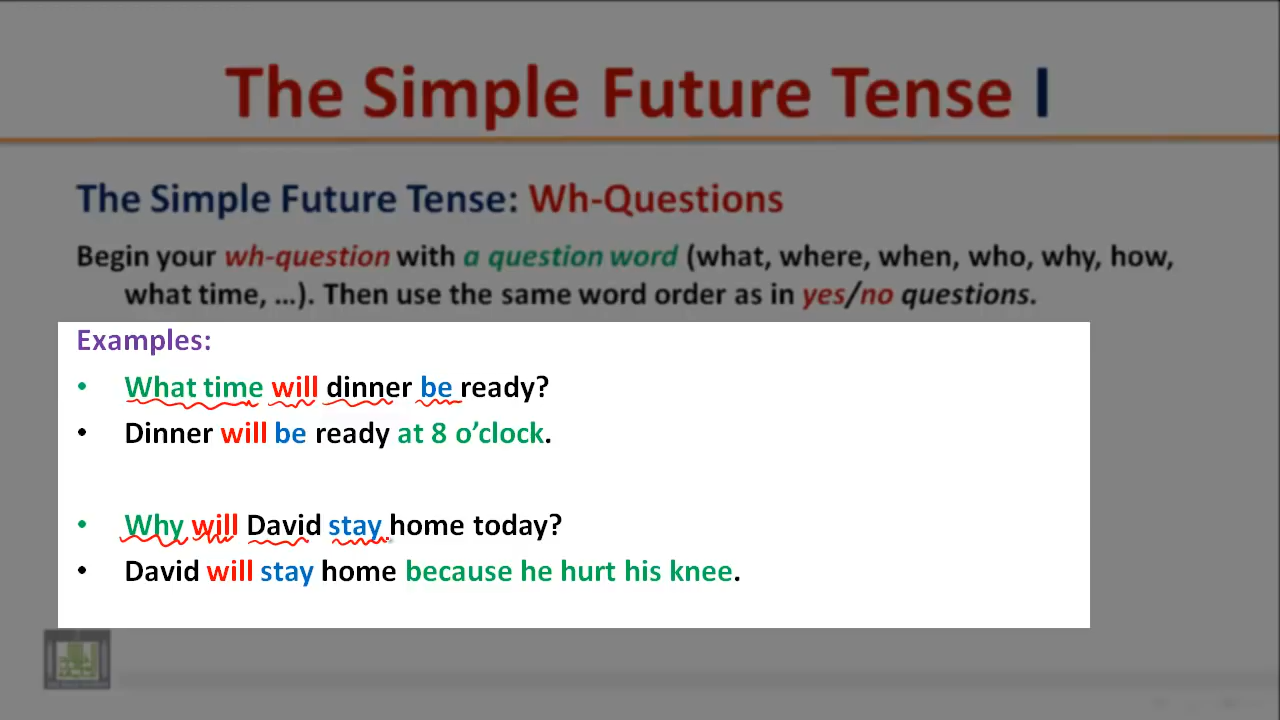 The Simple Future Tense I
The Simple Future Tense: Wh-Questions
Begin your wh-question with a question word (what, where, when, who, why, how,
what time, …). Then use the same word order as in yes/no questions.
Examples:
• What time will dinner be ready?
• Dinner will be ready at 8 o’clock.
• Why will David stay home today?
• David will stay home because he hurt his knee.